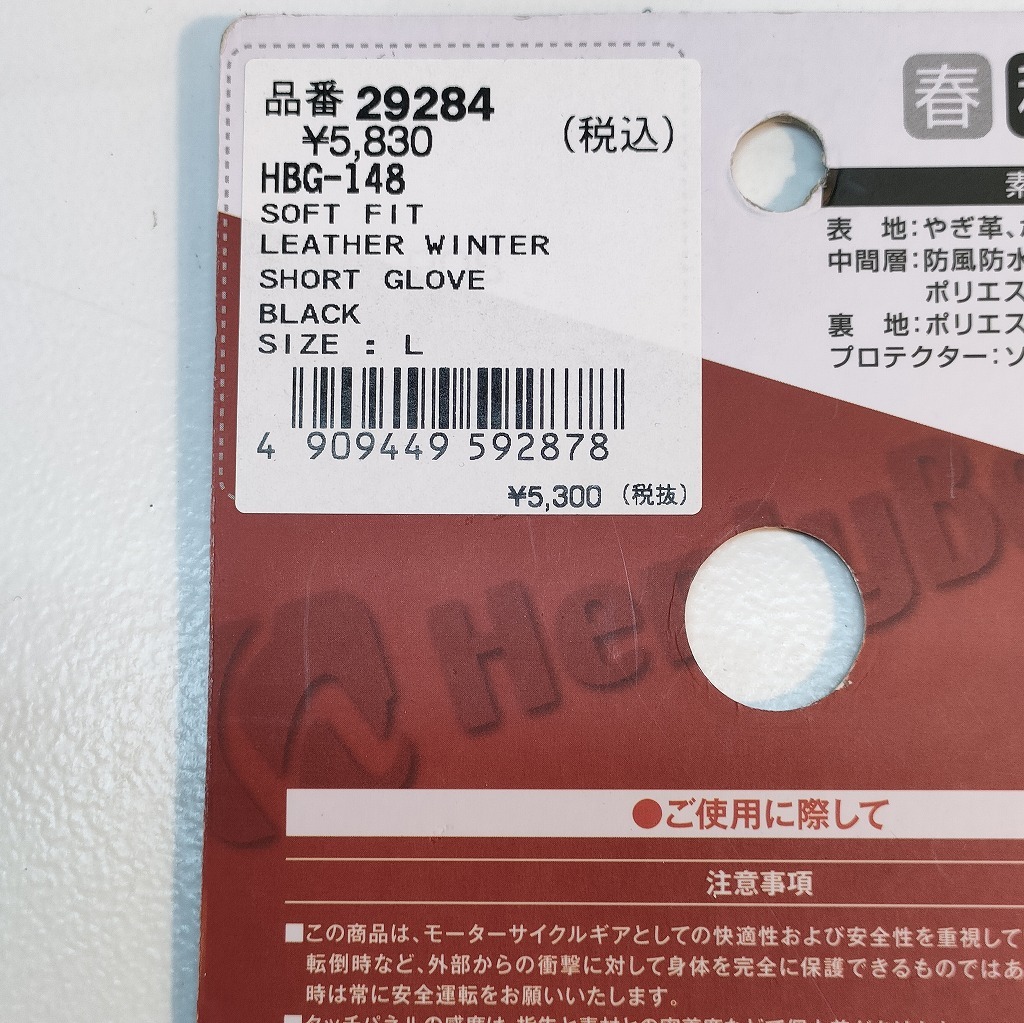 品番 29284
¥5,830 (税込)
HBG-148
SOFT FIT
LEATHER WINTER
SHORT GLOVE
BLACK
SIZE : L
4 909449 592878
¥5,300 (税抜)
春
表 地:やぎ革、
中間層:防風防水
ポリエス
裏 地:ポリエス
プロテクター:ソ
●ご使用に際して
注意事項
■この商品は、モーターサイクルギアとしての快適性および安全性を重視して
転倒時など、外部からの衝撃に対して身体を完全に保護できるものではあ
時は常に安全運転をお願いいたします。